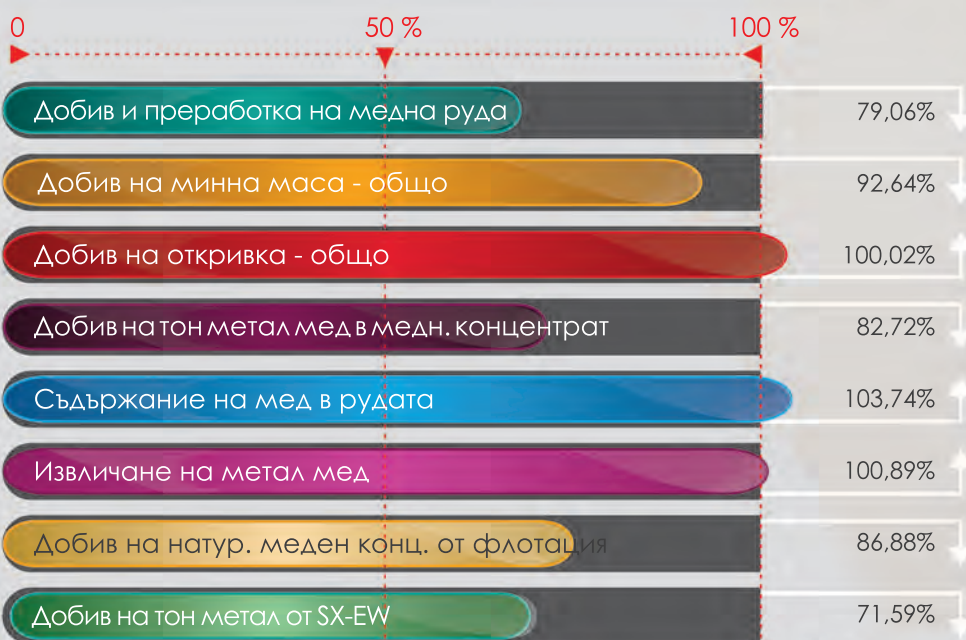 0 50 % 100 %
Добив и преработка на медна руда 79,06%
Добив на минна маса - общо 92,64%
Добив на откривка - общо 100,02%
Добив на тон метал мед в медн. концентрат 82,72%
Съдържание на мед в рудата 103,74%
Извличане на метал мед 100,89%
Добив на натур. меден конц. от флотация 86,88%
Добив на тон метал от SX-EW 71,59%